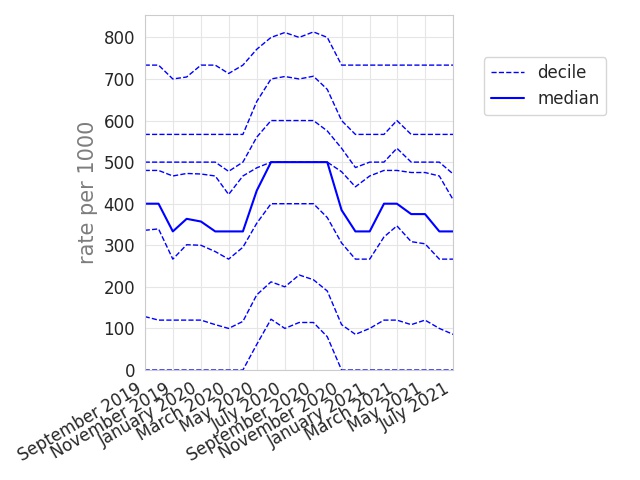 800
700
600
500
400
300
200
100
0
rate per 1000
September 2019
November 2019
January 2020
March 2020
May 2020
July 2020
September 2020
November 2020
January 2021
March 2021
May 2021
July 2021
decile
median